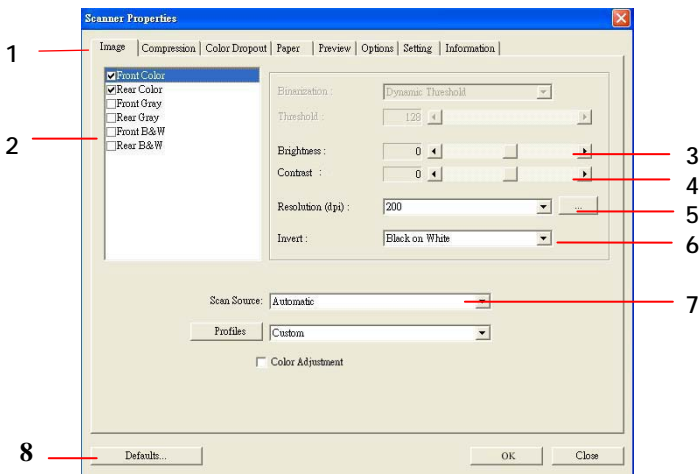 Scanner Properties
1
Image Compression Color Dropout Paper Preview Options Setting Information
2
Front Color
Rear Color
Front Gray
Rear Gray
Front B&W
Rear B&W
Binarization : Dynamic Threshold
Threshold : 128
Brightness : 0
3
Contrast : 0
4
Resolution (dpi) : 200 ...
5
Invert : Black on White
6
Scan Source: Automatic
7
Profiles Custom
Color Adjustment
8
Defaults... OK Close